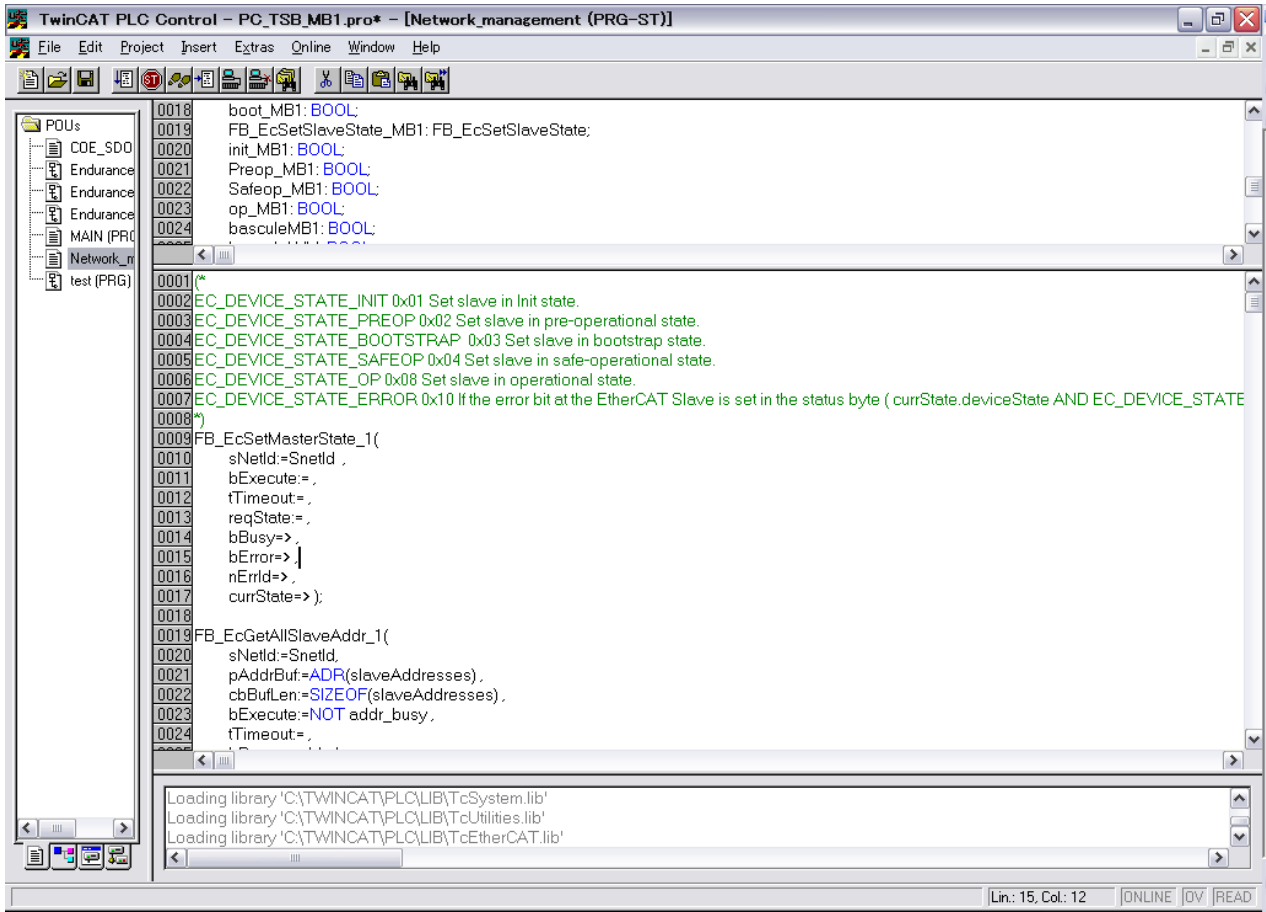 TwinCAT PLC Control - PC_TSB_MB1.pro* - [Network_management (PRG-ST)]
File Edit Project Insert Extras Online Window Help
POUs
COE_SDO
Endurance
Endurance
Endurance
MAIN (PRG
Network_m
test (PRG)
0018 boot_MB1: BOOL;
0019 FB_EcSetSlaveState_MB1: FB_EcSetSlaveState;
0020 init_MB1: BOOL;
0021 Preop_MB1: BOOL;
0022 Safeop_MB1: BOOL;
0023 op_MB1: BOOL;
0024 basculeMB1: BOOL;
0001 (*
0002 EC_DEVICE_STATE_INIT 0x01 Set slave in Init state.
0003 EC_DEVICE_STATE_PREOP 0x02 Set slave in pre-operational state.
0004 EC_DEVICE_STATE_BOOTSTRAP 0x03 Set slave in bootstrap state.
0005 EC_DEVICE_STATE_SAFEOP 0x04 Set slave in safe-operational state.
0006 EC_DEVICE_STATE_OP 0x08 Set slave in operational state.
0007 EC_DEVICE_STATE_ERROR 0x10 If the error bit at the EtherCAT Slave is set in the status byte ( currState.deviceState AND EC_DEVICE_STATE
0008 *)
0009 FB_EcSetMasterState_1(
0010 sNetId:=SnetId ,
0011 bExecute:= ,
0012 tTimeout:= ,
0013 reqState:= ,
0014 bBusy=> ,
0015 bError=> ,
0016 nErrId=> ,
0017 currState=> );
0018
0019 FB_EcGetAllSlaveAddr_1(
0020 sNetId:=SnetId,
0021 pAddrBuf:=ADR(slaveAddresses) ,
0022 cbBufLen:=SIZEOF(slaveAddresses) ,
0023 bExecute:=NOT addr_busy ,
0024 tTimeout:= ,
Loading library 'C:\TWINCAT\PLC\LIB\TcSystem.lib'
Loading library 'C:\TWINCAT\PLC\LIB\TcUtilities.lib'
Loading library 'C:\TWINCAT\PLC\LIB\TcEtherCAT.lib'
Lin.: 15, Col.: 12 ONLINE OV READ